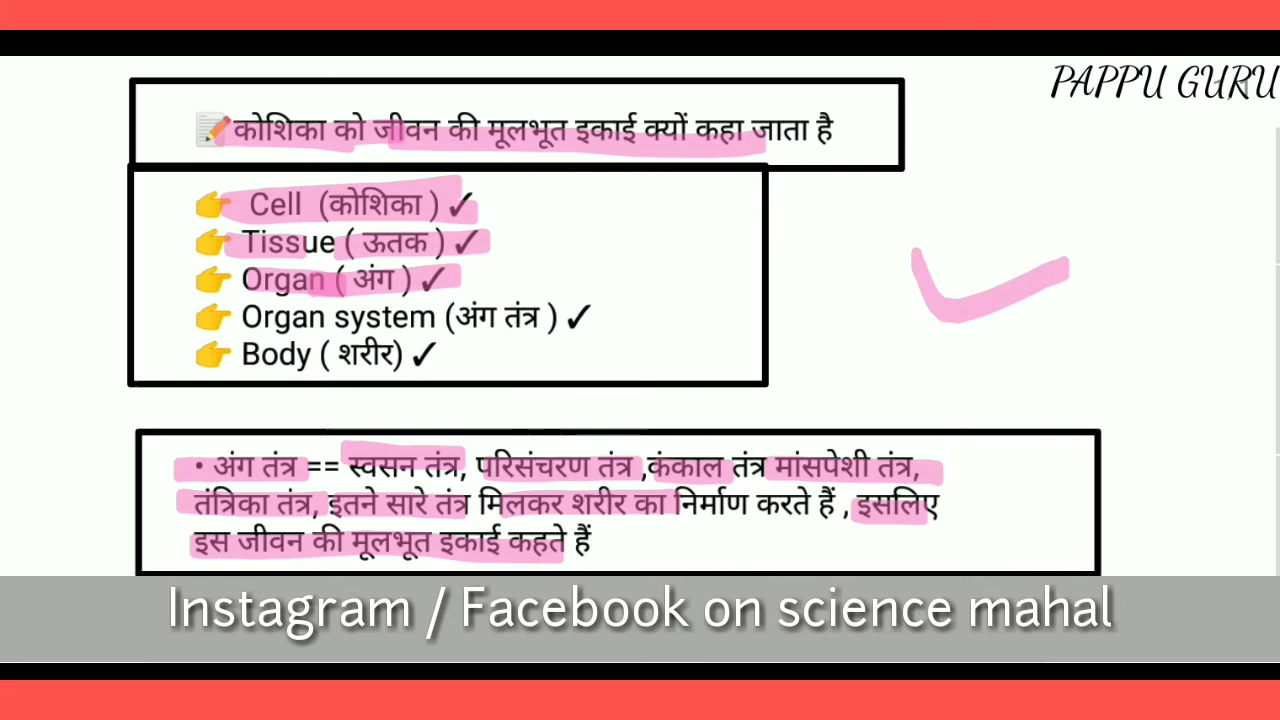 PAPPU GURU
📝कोशिका को जीवन की मूलभूत इकाई क्यों कहा जाता है
👉 Cell (कोशिका ) ✓
👉 Tissue ( ऊतक ) ✓
👉 Organ ( अंग ) ✓
👉 Organ system (अंग तंत्र ) ✓
👉 Body ( शरीर) ✓
• अंग तंत्र == स्वसन तंत्र, परिसंचरण तंत्र ,कंकाल तंत्र मांसपेशी तंत्र,
तंत्रिका तंत्र, इतने सारे तंत्र मिलकर शरीर का निर्माण करते हैं , इसलिए
इस जीवन की मूलभूत इकाई कहते हैं
Instagram / Facebook on science mahal